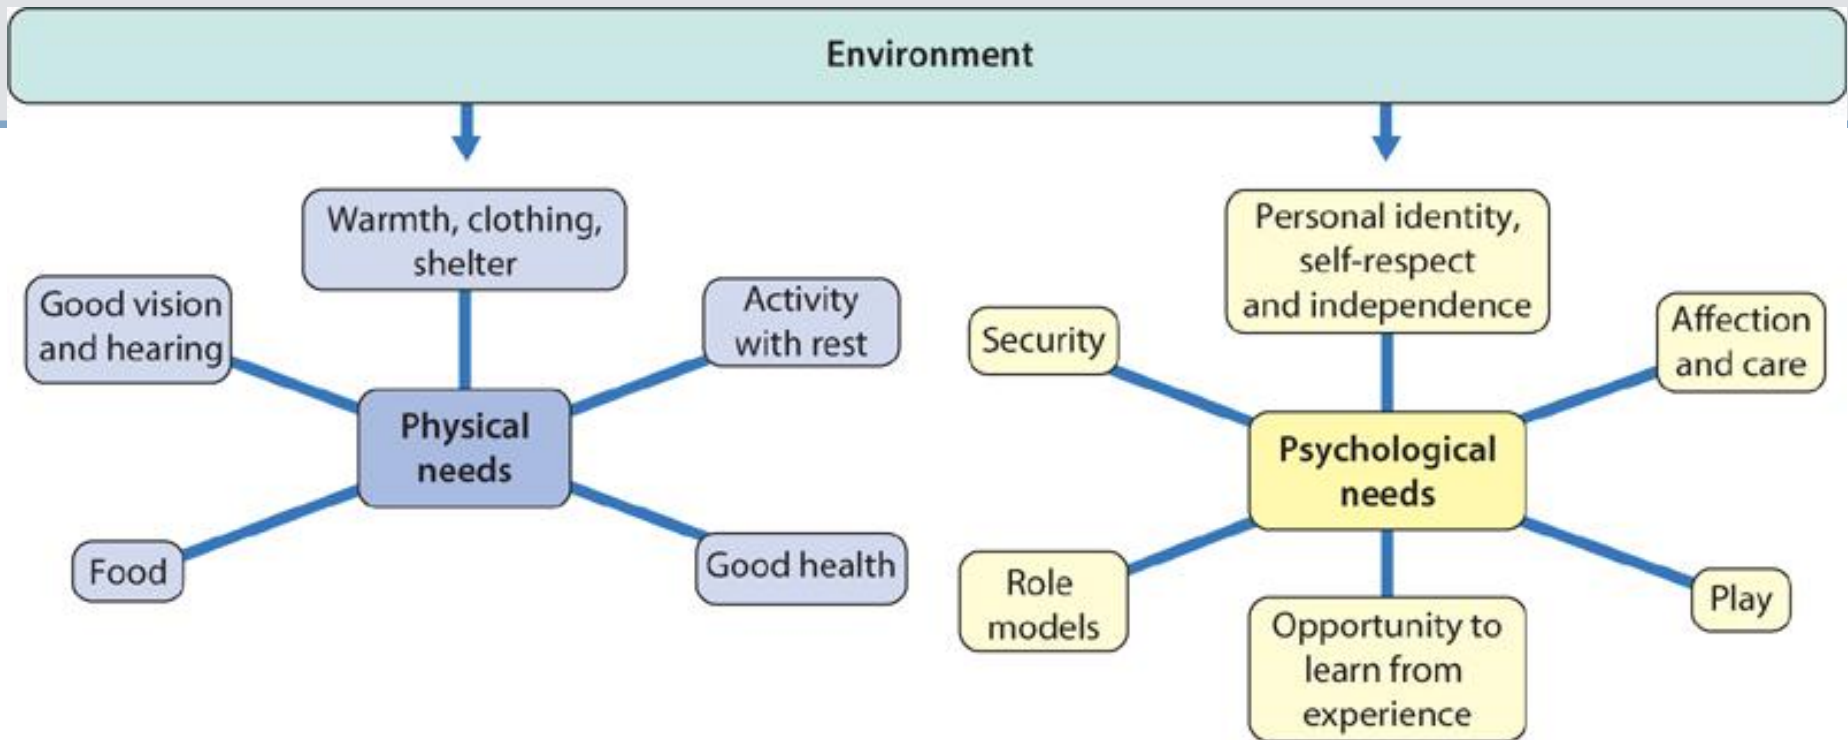 Environment
Warmth, clothing,
shelter
Good vision
and hearing
Activity
with rest
Physical
needs
Food
Good health
Personal identity,
self-respect
and independence
Security
Affection
and care
Psychological
needs
Role
models
Opportunity to
learn from
experience
Play